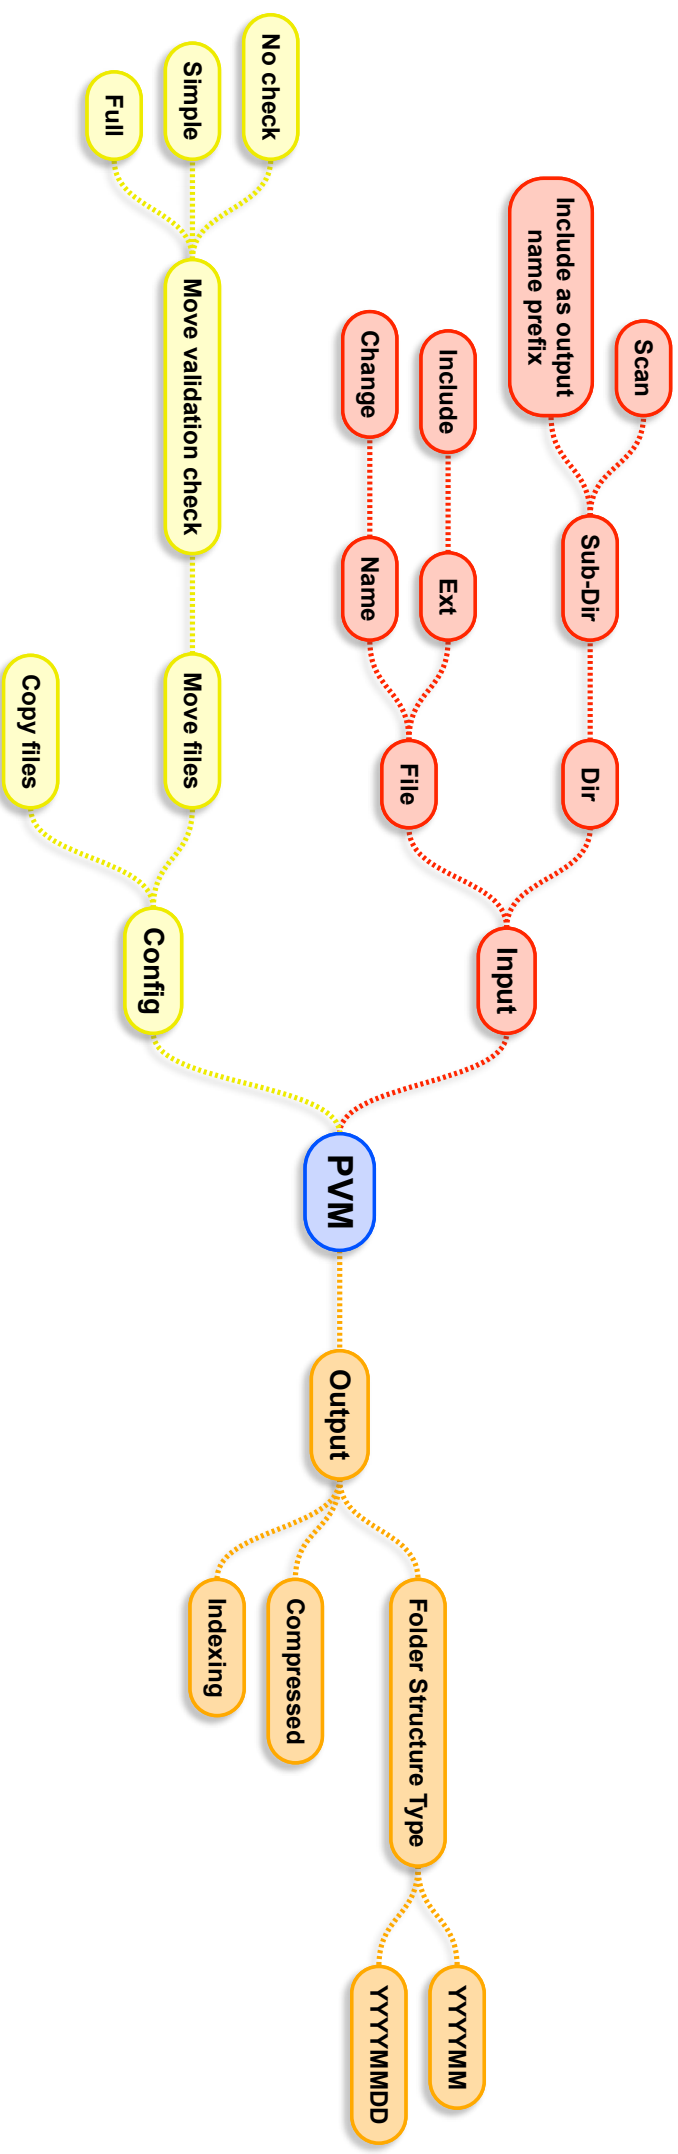 Scan
Include as output
name prefix
Sub-Dir
Dir
Include
Ext
Change
Name
File
Input
No check
Simple
Full
Move validation check
Move files
Copy files
Config
PVM
Output
Folder Structure Type
YYYYMM
YYYYMMDD
Compressed
Indexing